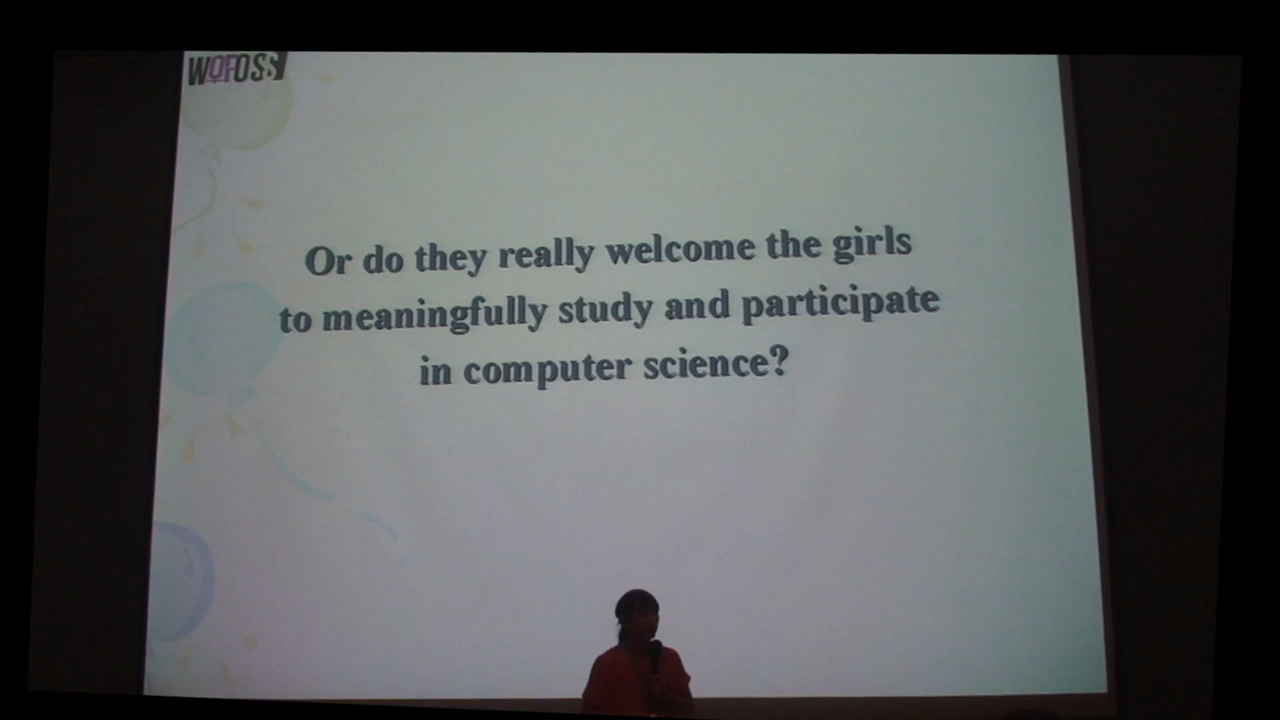 WOFOSS
Or do they really welcome the girls
to meaningfully study and participate
in computer science?